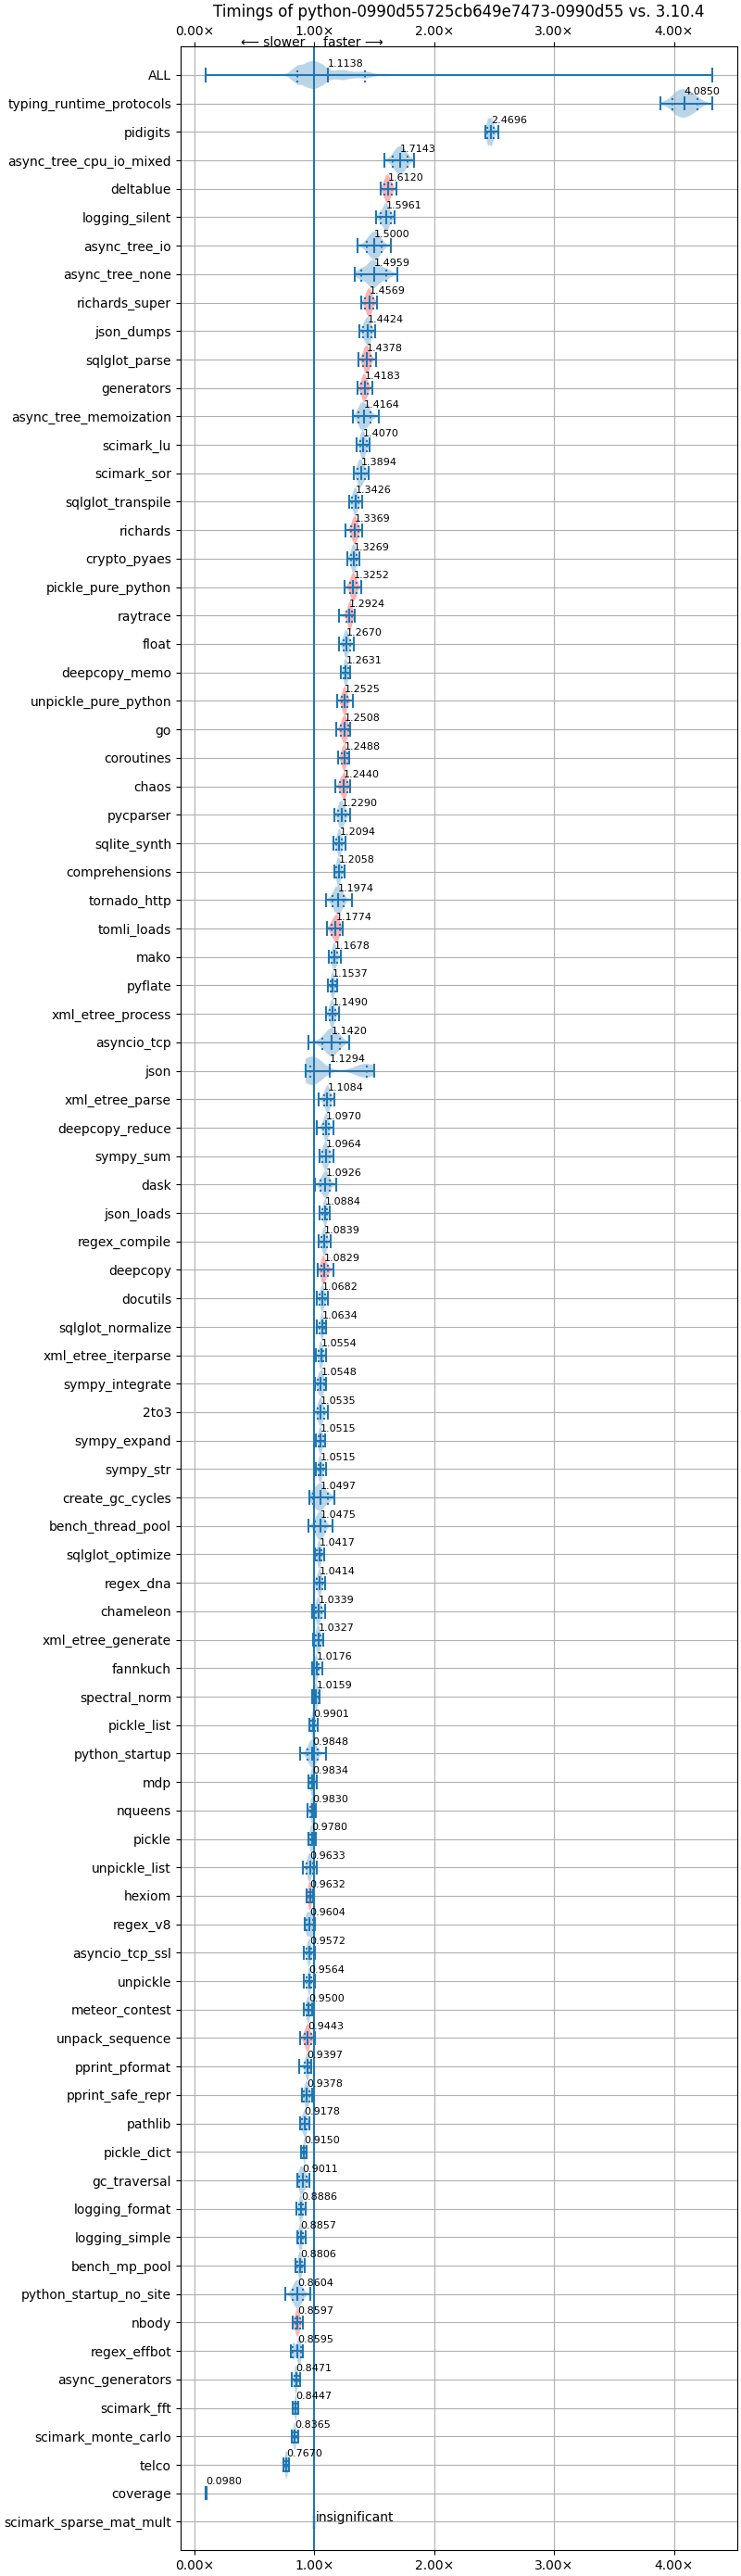 Timings of python-0990d55725cb649e7473-0990d55 vs. 3.10.4
0.00× 1.00× 2.00× 3.00× 4.00×
⟵ slower faster ⟶
ALL 1.1138
typing_runtime_protocols 4.0850
pidigits 2.4696
async_tree_cpu_io_mixed 1.7143
deltablue 1.6120
logging_silent 1.5961
async_tree_io 1.5000
async_tree_none 1.4959
richards_super 1.4569
json_dumps 1.4424
sqlglot_parse 1.4378
generators 1.4183
async_tree_memoization 1.4164
scimark_lu 1.4070
scimark_sor 1.3894
sqlglot_transpile 1.3426
richards 1.3369
crypto_pyaes 1.3269
pickle_pure_python 1.3252
raytrace 1.2924
float 1.2670
deepcopy_memo 1.2631
unpickle_pure_python 1.2525
go 1.2508
coroutines 1.2488
chaos 1.2440
pycparser 1.2290
sqlite_synth 1.2094
comprehensions 1.2058
tornado_http 1.1974
tomli_loads 1.1774
mako 1.1678
pyflate 1.1537
xml_etree_process 1.1490
asyncio_tcp 1.1420
json 1.1294
xml_etree_parse 1.1084
deepcopy_reduce 1.0970
sympy_sum 1.0964
dask 1.0926
json_loads 1.0884
regex_compile 1.0839
deepcopy 1.0829
docutils 1.0682
sqlglot_normalize 1.0634
xml_etree_iterparse 1.0554
sympy_integrate 1.0548
2to3 1.0535
sympy_expand 1.0515
sympy_str 1.0515
create_gc_cycles 1.0497
bench_thread_pool 1.0475
sqlglot_optimize 1.0417
regex_dna 1.0414
chameleon 1.0339
xml_etree_generate 1.0327
fannkuch 1.0176
spectral_norm 1.0159
pickle_list 0.9901
python_startup 0.9848
mdp 0.9834
nqueens 0.9830
pickle 0.9780
unpickle_list 0.9633
hexiom 0.9632
regex_v8 0.9604
asyncio_tcp_ssl 0.9572
unpickle 0.9564
meteor_contest 0.9500
unpack_sequence 0.9443
pprint_pformat 0.9397
pprint_safe_repr 0.9378
pathlib 0.9178
pickle_dict 0.9150
gc_traversal 0.9011
logging_format 0.8886
logging_simple 0.8857
bench_mp_pool 0.8806
python_startup_no_site 0.8604
nbody 0.8597
regex_effbot 0.8595
async_generators 0.8471
scimark_fft 0.8447
scimark_monte_carlo 0.8365
telco 0.7670
coverage 0.0980
scimark_sparse_mat_mult insignificant
0.00× 1.00× 2.00× 3.00× 4.00×